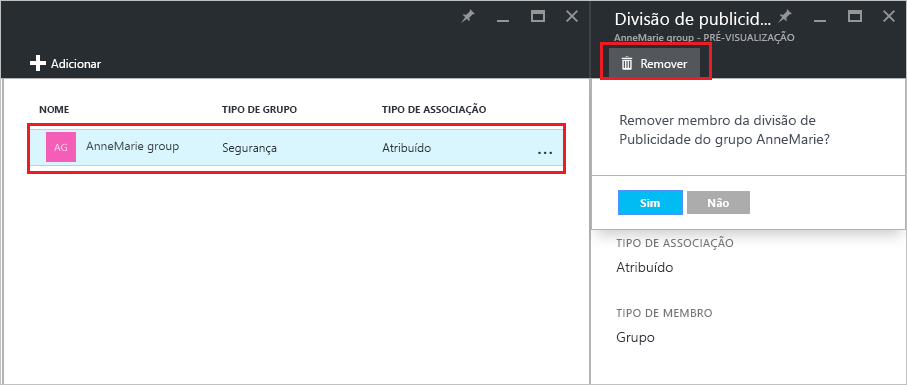 Adicionar
NOME TIPO DE GRUPO TIPO DE ASSOCIAÇÃO
AG AnneMarie group Segurança Atribuído ...
Divisão de publicid...
AnneMarie group - PRÉ-VISUALIZAÇÃO
Remover
Remover membro da divisão de
Publicidade do grupo AnneMarie?
Sim Não
TIPO DE ASSOCIAÇÃO
Atribuído
TIPO DE MEMBRO
Grupo